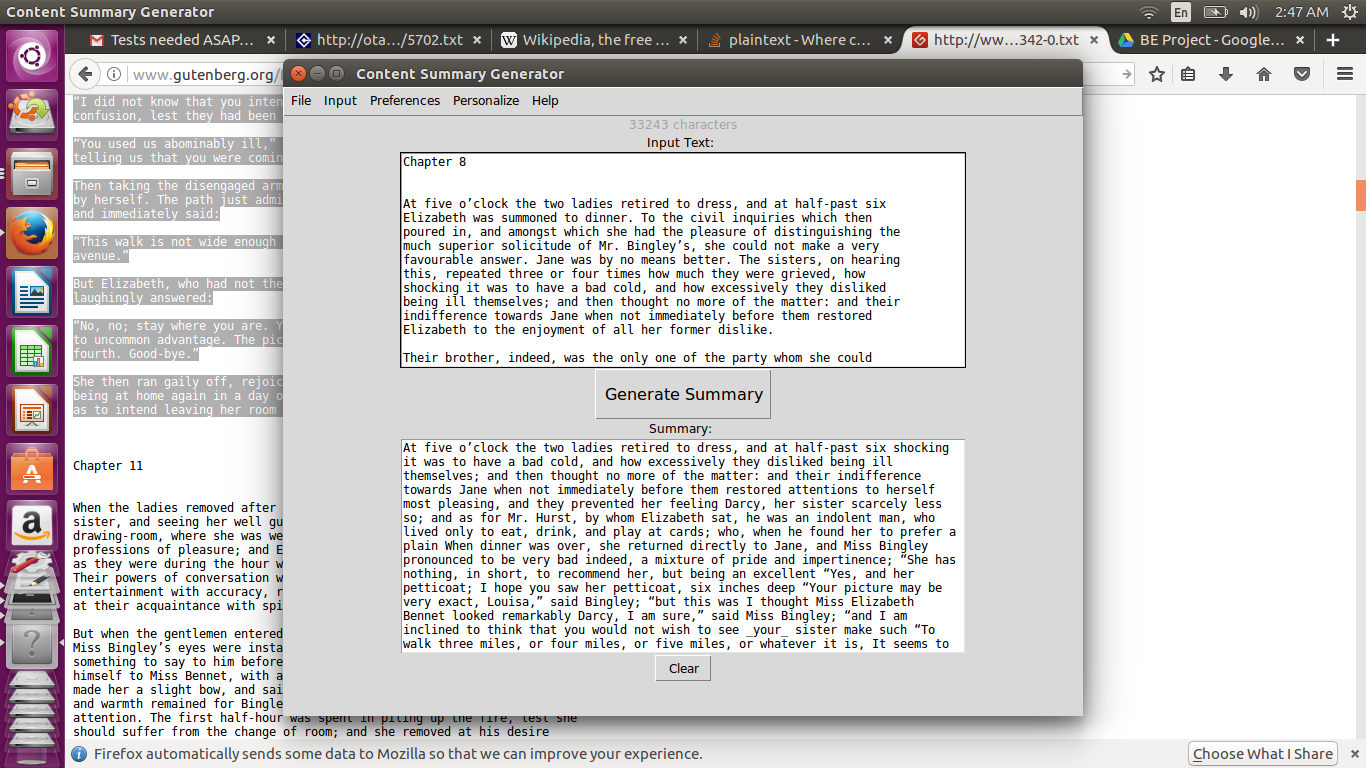 Content Summary Generator
En
2:47 AM
Tests needed ASAP...
http://ota.../5702.txt
Wikipedia, the free ...
plaintext - Where c...
http://ww...342-0.txt
BE Project - Google...
www.gutenberg.org/
“I did not know that you
confusion, lest they had been
“You used us abominably ill,”
telling us that you were
Then taking the disengaged arm
by herself. The path just
and immediately said:
“This walk is not wide enough
avenue.”
But Elizabeth, who had not the
laughingly answered:
“No, no; stay where you are.
to uncommon advantage. The
fourth. Good-bye.”
She then ran gaily off,
being at home again in a day
as to intend leaving her room
Chapter 11
When the ladies removed after
sister, and seeing her well
drawing-room, where she was
professions of pleasure; and
as they were during the hour
Their powers of conversation
entertainment with accuracy,
at their acquaintance with
But when the gentlemen entered
Miss Bingley’s eyes were
something to say to him before
himself to Miss Bennet, with
made her a slight bow, and
and warmth remained for
attention. The first half-hour was spent in piling up the fire, lest she
should suffer from the change of room; and she removed at his desire
Content Summary Generator
File Input Preferences Personalize Help
33243 characters
Input Text:
Chapter 8
At five o’clock the two ladies retired to dress, and at half-past six
Elizabeth was summoned to dinner. To the civil inquiries which then
poured in, and amongst which she had the pleasure of distinguishing the
much superior solicitude of Mr. Bingley’s, she could not make a very
favourable answer. Jane was by no means better. The sisters, on hearing
this, repeated three or four times how much they were grieved, how
shocking it was to have a bad cold, and how excessively they disliked
being ill themselves; and then thought no more of the matter: and their
indifference towards Jane when not immediately before them restored
Elizabeth to the enjoyment of all her former dislike.
Their brother, indeed, was the only one of the party whom she could
Generate Summary
Summary:
At five o’clock the two ladies retired to dress, and at half-past six shocking
it was to have a bad cold, and how excessively they disliked being ill
themselves; and then thought no more of the matter: and their indifference
towards Jane when not immediately before them restored attentions to herself
most pleasing, and they prevented her feeling Darcy, her sister scarcely less
so; and as for Mr. Hurst, by whom Elizabeth sat, he was an indolent man, who
lived only to eat, drink, and play at cards; who, when he found her to prefer a
plain When dinner was over, she returned directly to Jane, and Miss Bingley
pronounced to be very bad indeed, a mixture of pride and impertinence; “She has
nothing, in short, to recommend her, but being an excellent “Yes, and her
petticoat; I hope you saw her petticoat, six inches deep “Your picture may be
very exact, Louisa,” said Bingley; “but this was I thought Miss Elizabeth
Bennet looked remarkably Darcy, I am sure,” said Miss Bingley; “and I am
inclined to think that you would not wish to see _your_ sister make such “To
walk three miles, or four miles, or five miles, or whatever it is, It seems to
Clear
Firefox automatically sends some data to Mozilla so that we can improve your experience.
Choose What I Share